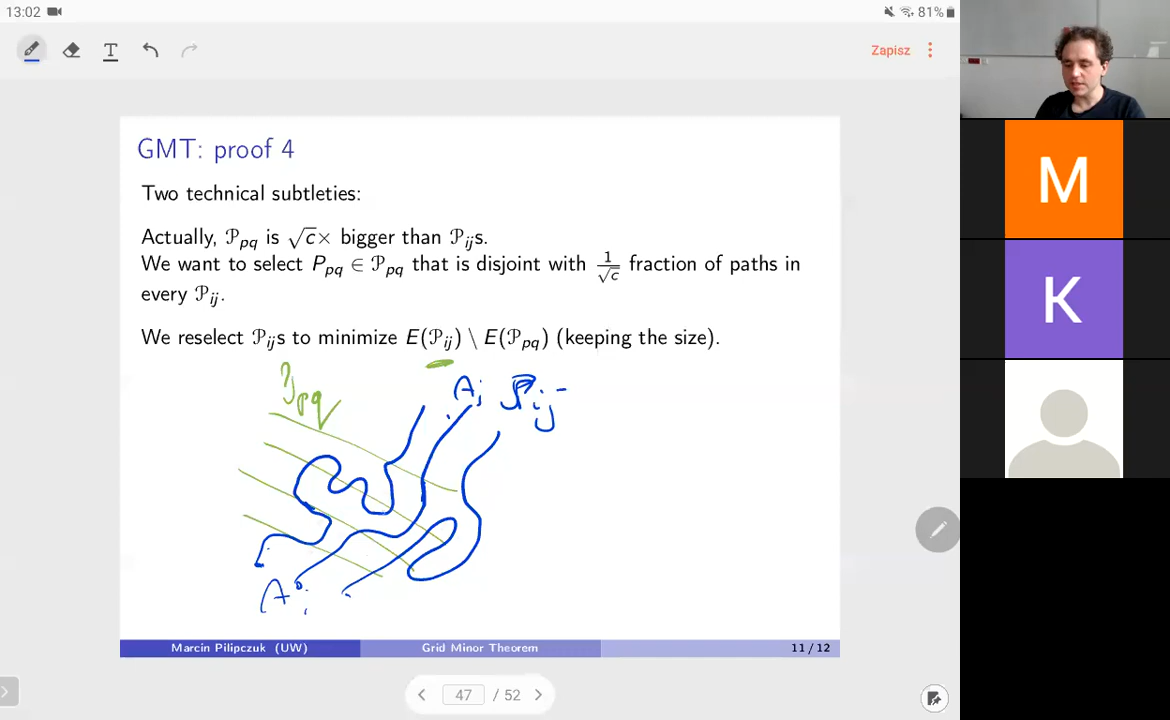 13:02
81%
T
Zapisz
GMT: proof 4
Two technical subtleties:
Actually, 𝒫pq is √c× bigger than 𝒫ijs.
We want to select Ppq ∈ 𝒫pq that is disjoint with 1/√c fraction of paths in
every 𝒫ij.
We reselect 𝒫ijs to minimize E(𝒫ij) \ E(𝒫pq) (keeping the size).
𝒫pq
Aj 𝒫ij
Ai
Marcin Pilipczuk (UW) Grid Minor Theorem 11 / 12
47 / 52
M
K